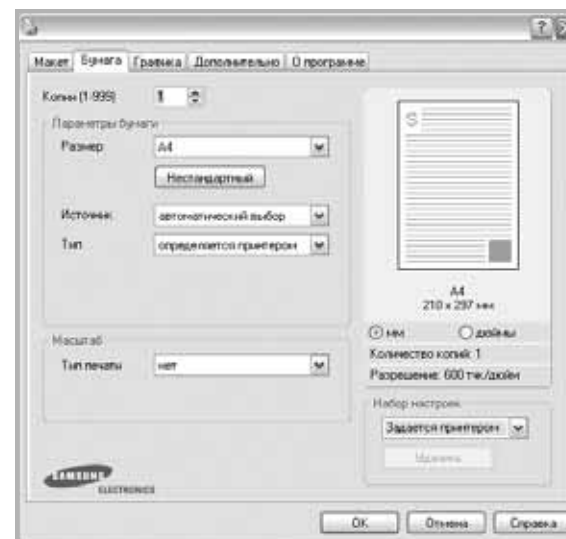 Макет Бумага Графика Дополнительно О программе
Копии (1-999) 1
Параметры бумаги
Размер A4
Нестандартный
Источник автоматический выбор
Тип определяется принтером
A4
210 x 297 мм
мм дюймы
Количество копий: 1
Разрешение: 600 тчк./дюйм
Масштаб
Тип печати нет
Набор настроек
Задается принтером
Удалить
SAMSUNG
ELECTRONICS
OK Отмена Справка